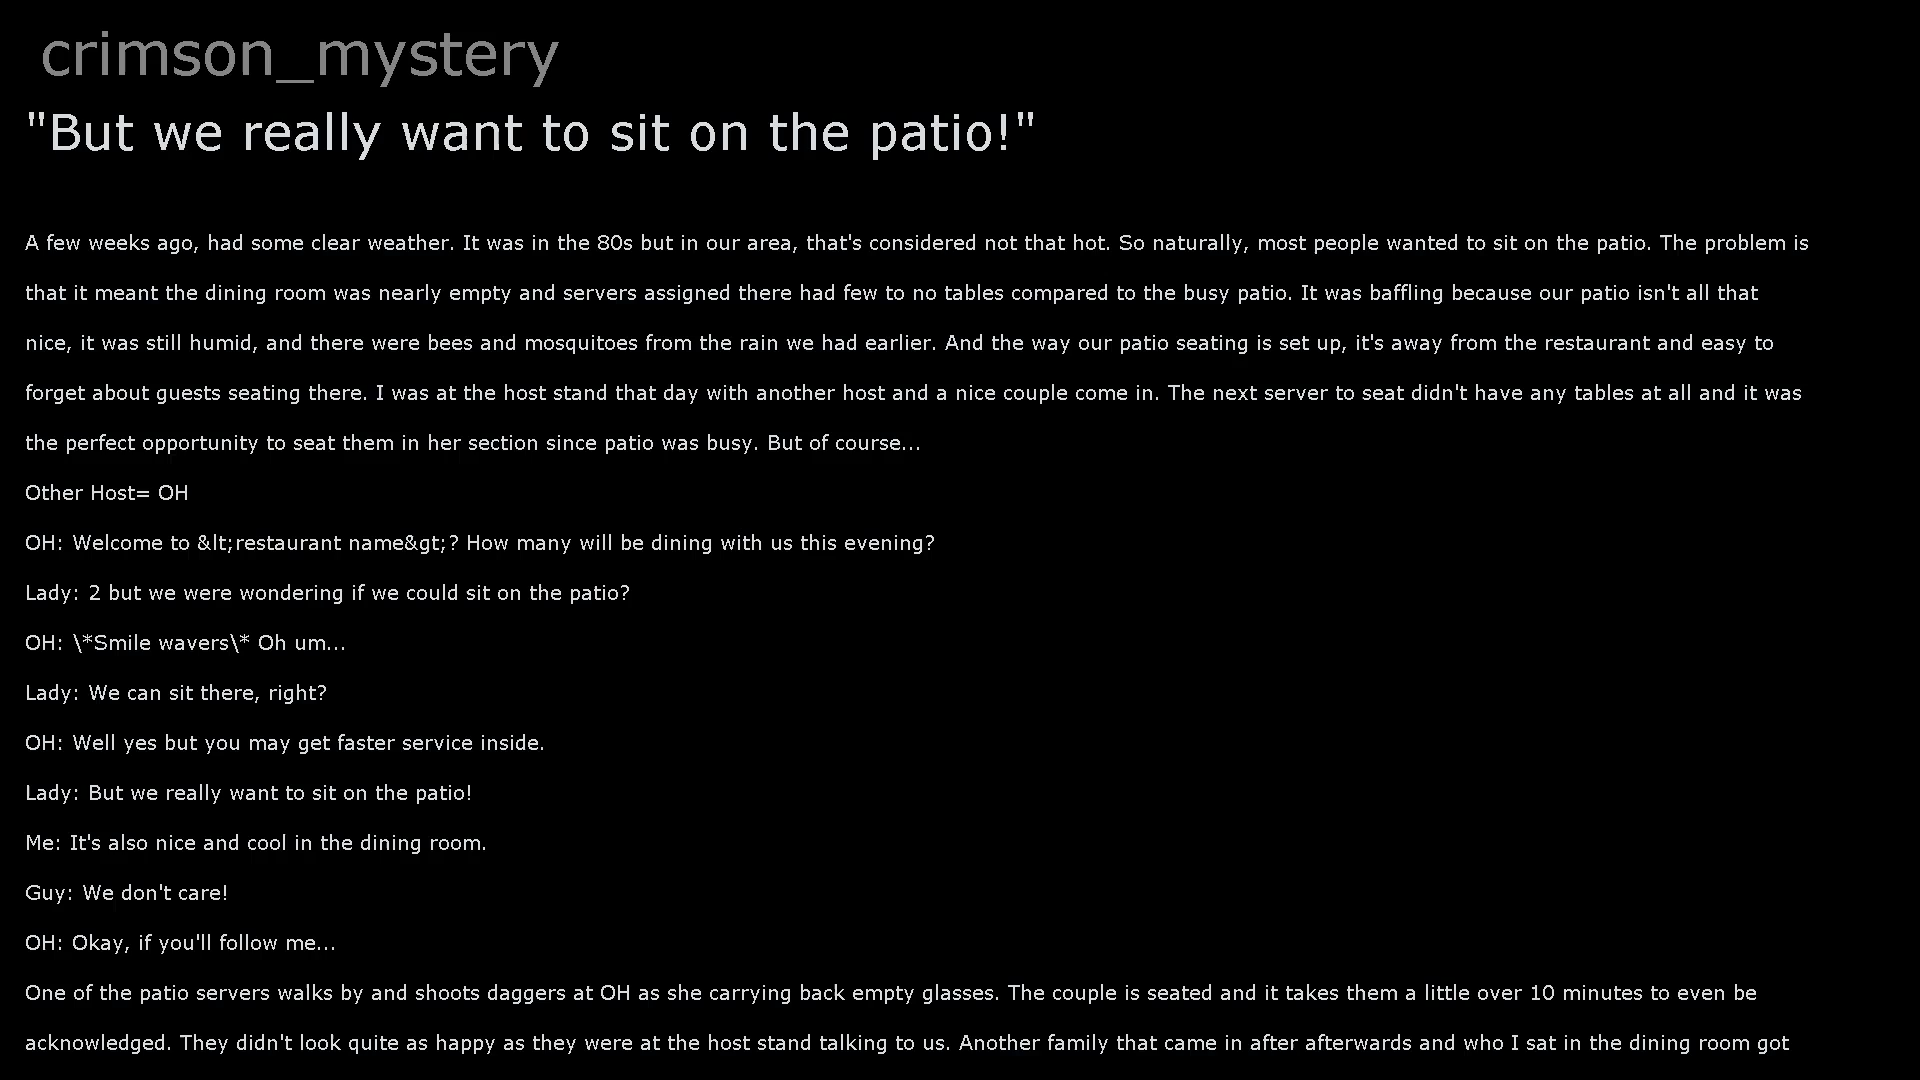 crimson_mystery
"But we really want to sit on the patio!"
A few weeks ago, had some clear weather. It was in the 80s but in our area, that's considered not that hot. So naturally, most people wanted to sit on the patio. The problem is
that it meant the dining room was nearly empty and servers assigned there had few to no tables compared to the busy patio. It was baffling because our patio isn't all that
nice, it was still humid, and there were bees and mosquitoes from the rain we had earlier. And the way our patio seating is set up, it's away from the restaurant and easy to
forget about guests seating there. I was at the host stand that day with another host and a nice couple come in. The next server to seat didn't have any tables at all and it was
the perfect opportunity to seat them in her section since patio was busy. But of course...
Other Host= OH
OH: Welcome to &lt;restaurant name&gt;? How many will be dining with us this evening?
Lady: 2 but we were wondering if we could sit on the patio?
OH: \*Smile wavers\* Oh um...
Lady: We can sit there, right?
OH: Well yes but you may get faster service inside.
Lady: But we really want to sit on the patio!
Me: It's also nice and cool in the dining room.
Guy: We don't care!
OH: Okay, if you'll follow me...
One of the patio servers walks by and shoots daggers at OH as she carrying back empty glasses. The couple is seated and it takes them a little over 10 minutes to even be
acknowledged. They didn't look quite as happy as they were at the host stand talking to us. Another family that came in after afterwards and who I sat in the dining room got